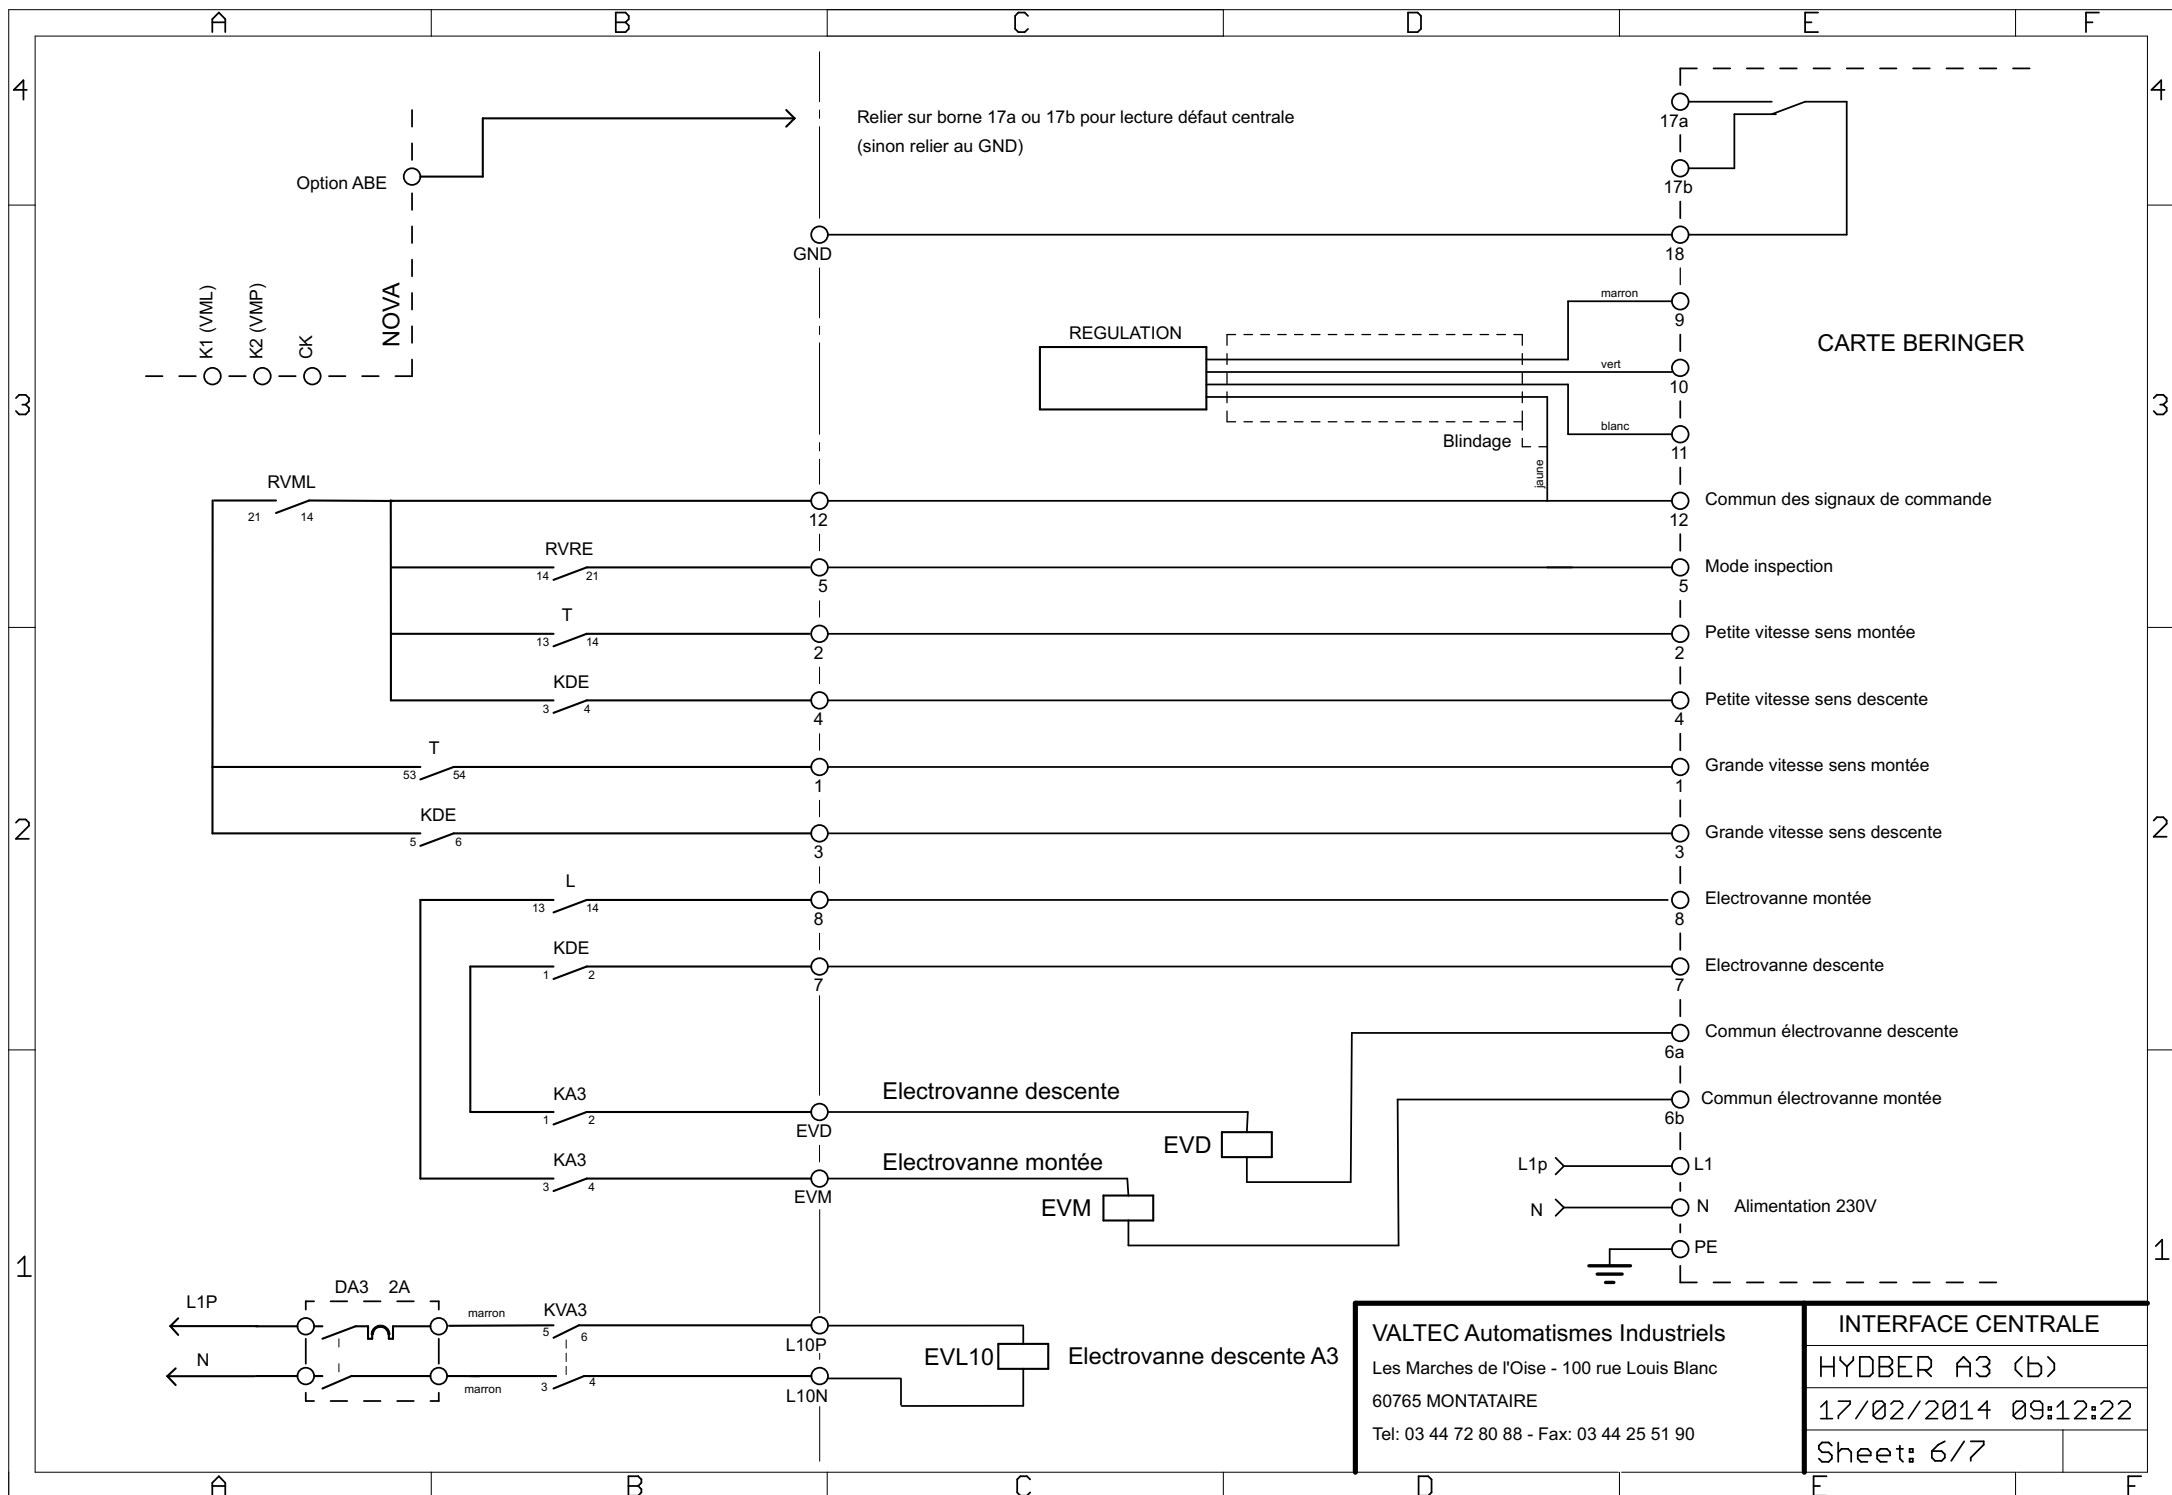 A B C D E F
4 4
Relier sur borne 17a ou 17b pour lecture défaut centrale
(sinon relier au GND)
17a
Option ABE
17b
GND
18
K1 (VML)
K2 (VMP)
CK
NOVA
marron
9
REGULATION
CARTE BERINGER
vert
10
3 3
blanc
Blindage
11
jaune
RVML
21 14
12
12
Commun des signaux de commande
RVRE
14 21
5
5
Mode inspection
T
13 14
2
2
Petite vitesse sens montée
KDE
3 4
4
4
Petite vitesse sens descente
T
53 54
1
1
Grande vitesse sens montée
2 2
KDE
5 6
3
3
Grande vitesse sens descente
L
13 14
8
8
Electrovanne montée
KDE
1 2
7
7
Electrovanne descente
Commun électrovanne descente
6a
KA3
1 2
EVD
Electrovanne descente
EVD
Commun électrovanne montée
6b
KA3
3 4
EVM
Electrovanne montée
EVM
L1p L1
N N Alimentation 230V
PE
1 1
L1P
DA3 2A
marron
KVA3
5 6
L10P
N
marron
3 4
L10N
EVL10
Electrovanne descente A3
VALTEC Automatismes Industriels
Les Marches de l'Oise - 100 rue Louis Blanc
60765 MONTATAIRE
Tel: 03 44 72 80 88 - Fax: 03 44 25 51 90
INTERFACE CENTRALE
HYDBER A3 (b)
17/02/2014 09:12:22
Sheet: 6/7
A B C D E F